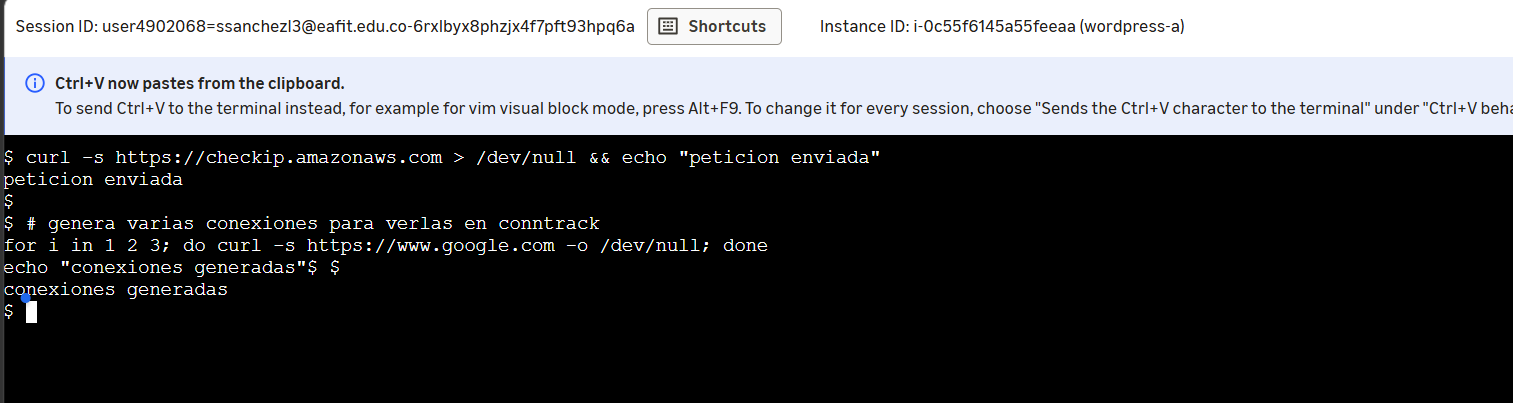 Session ID: user4902068=ssanchezl3@eafit.edu.co-6rxlbyx8phzjx4f7pft93hpq6a Shortcuts Instance ID: i-0c55f6145a55feeaa (wordpress-a)
Ctrl+V now pastes from the clipboard.
To send Ctrl+V to the terminal instead, for example for vim visual block mode, press Alt+F9. To change it for every session, choose "Sends the Ctrl+V character to the terminal" under "Ctrl+V beha
$ curl -s https://checkip.amazonaws.com > /dev/null && echo "peticion enviada"
peticion enviada
$
$ # genera varias conexiones para verlas en conntrack
for i in 1 2 3; do curl -s https://www.google.com -o /dev/null; done
echo "conexiones generadas"$ $
conexiones generadas
$